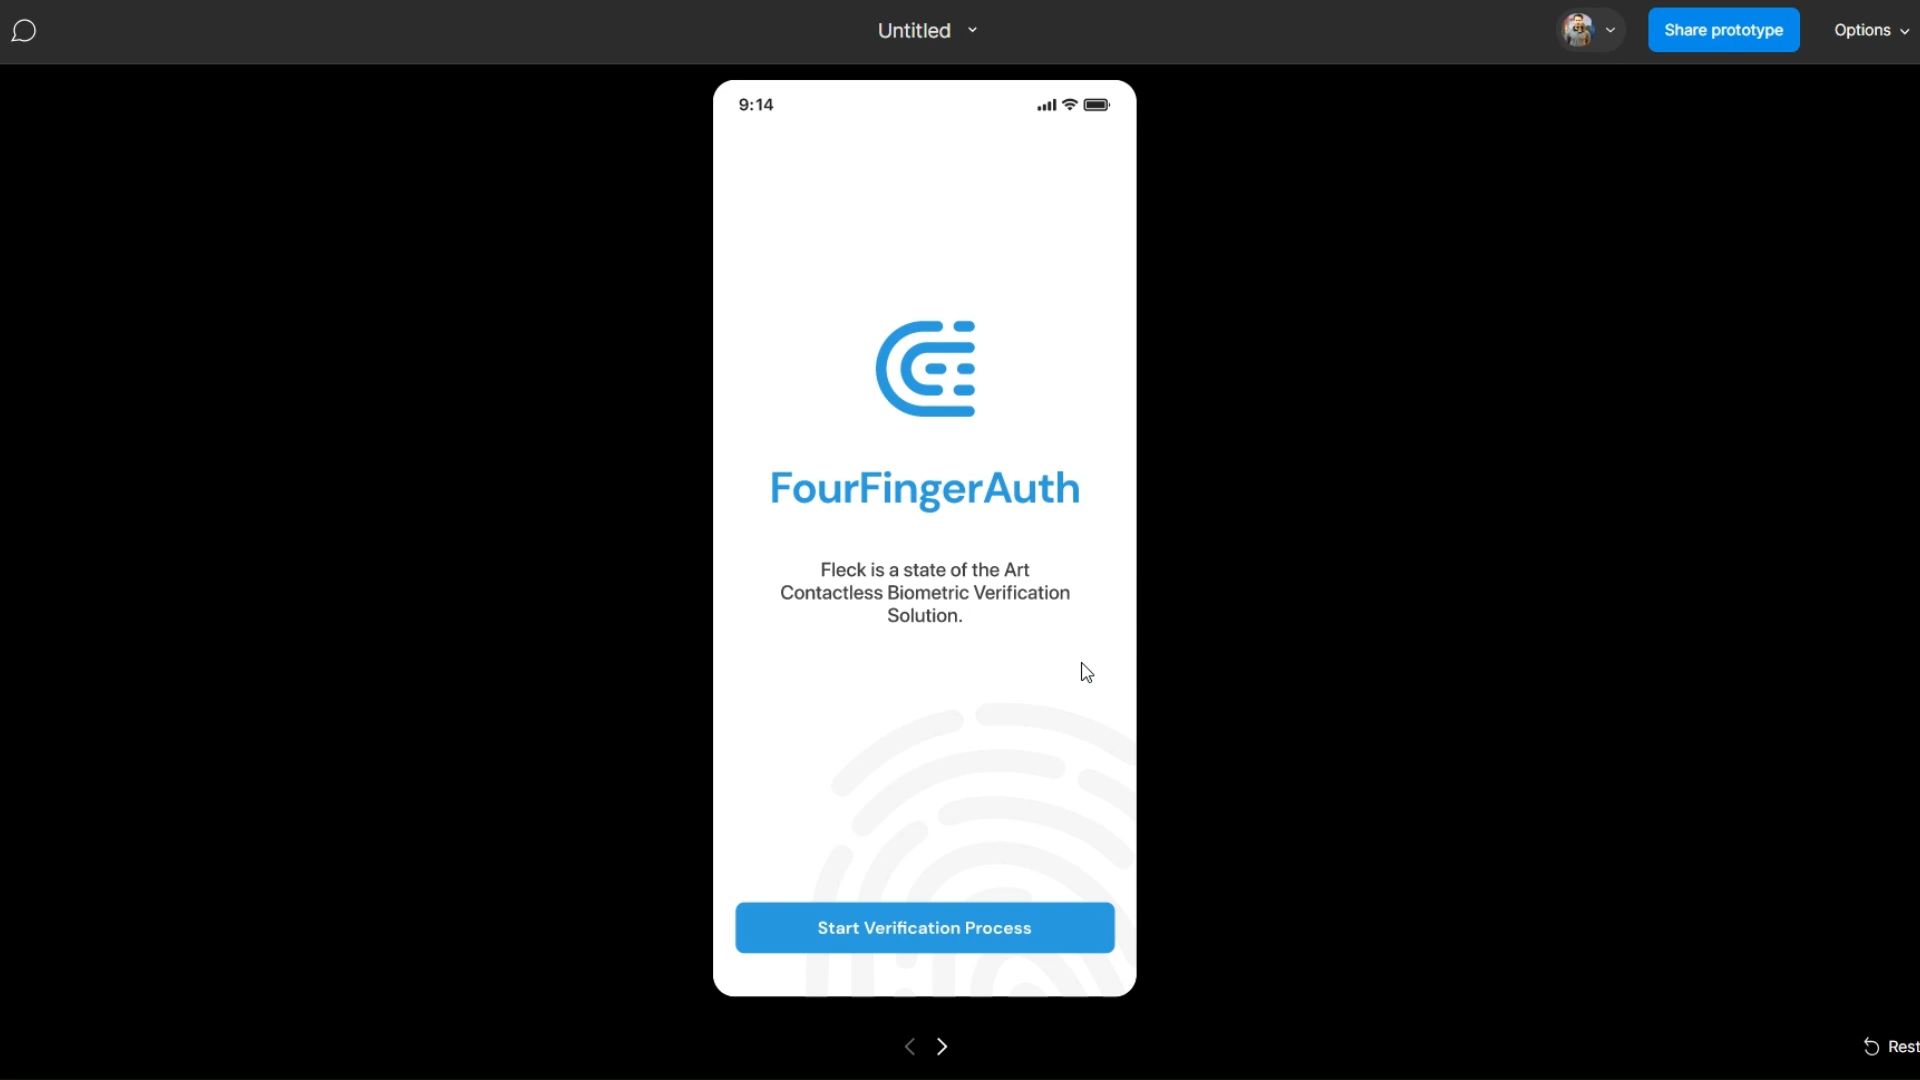 Untitled
Share prototype
Options
9:14
FourFingerAuth
Fleck is a state of the Art
Contactless Biometric Verification
Solution.
Start Verification Process
Rest